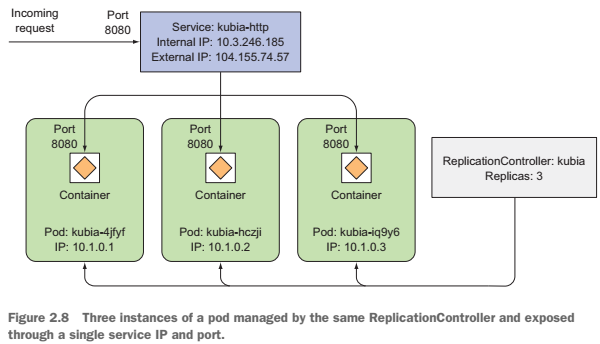 Incoming
request
Port
8080
Service: kubia-http
Internal IP: 10.3.246.185
External IP: 104.155.74.57
Port
8080
Container
Pod: kubia-4jfyf
IP: 10.1.0.1
Port
8080
Container
Pod: kubia-hczji
IP: 10.1.0.2
Port
8080
Container
Pod: kubia-iq9y6
IP: 10.1.0.3
ReplicationController: kubia
Replicas: 3
Figure 2.8 Three instances of a pod managed by the same ReplicationController and exposed
through a single service IP and port.